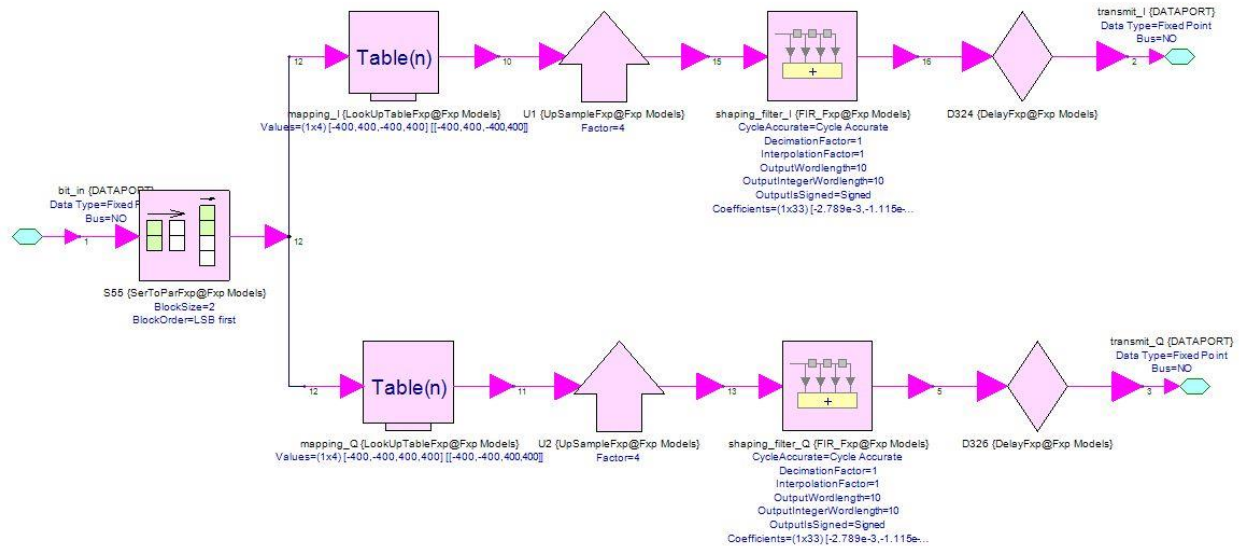 transmit_I {DATAPORT}
Data Type=Fixed Point
Bus=NO
12
Table(n)
10
15
+
16
2
mapping_I {LookUpTableFxp@Fxp Models}
Values=(1x4) [-400,400,-400,400] [[-400,400,-400,400]]
U1 {UpSampleFxp@Fxp Models}
Factor=4
shaping_filter_I {FIR_Fxp@Fxp Models}
CycleAccurate=Cycle Accurate
DecimationFactor=1
InterpolationFactor=1
OutputWordlength=10
OutputIntegerWordlength=10
OutputIsSigned=Signed
Coefficients=(1x33) [-2.789e-3,-1.115e-...
D324 {DelayFxp@Fxp Models}
bit_in {DATAPORT}
Data Type=Fixed P
Bus=NO
1
12
S55 {SerToParFxp@Fxp Models}
BlockSize=2
BlockOrder=LSB first
transmit_Q {DATAPORT}
Data Type=Fixed Point
Bus=NO
12
Table(n)
11
13
+
5
3
mapping_Q {LookUpTableFxp@Fxp Models}
Values=(1x4) [-400,-400,400,400] [[-400,-400,400,400]]
U2 {UpSampleFxp@Fxp Models}
Factor=4
shaping_filter_Q {FIR_Fxp@Fxp Models}
CycleAccurate=Cycle Accurate
DecimationFactor=1
InterpolationFactor=1
OutputWordlength=10
OutputIntegerWordlength=10
OutputIsSigned=Signed
Coefficients=(1x33) [-2.789e-3,-1.115e-...
D326 {DelayFxp@Fxp Models}